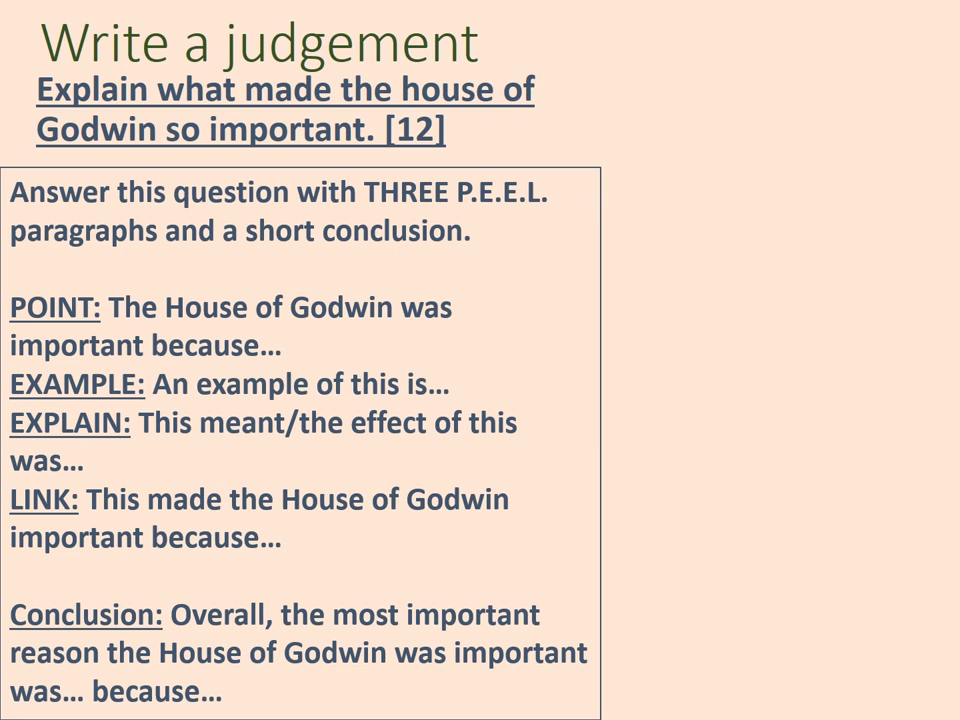 Write a judgement
Explain what made the house of
Godwin so important. [12]
Answer this question with THREE P.E.E.L.
paragraphs and a short conclusion.
POINT: The House of Godwin was
important because…
EXAMPLE: An example of this is…
EXPLAIN: This meant/the effect of this
was…
LINK: This made the House of Godwin
important because…
Conclusion: Overall, the most important
reason the House of Godwin was important
was… because…